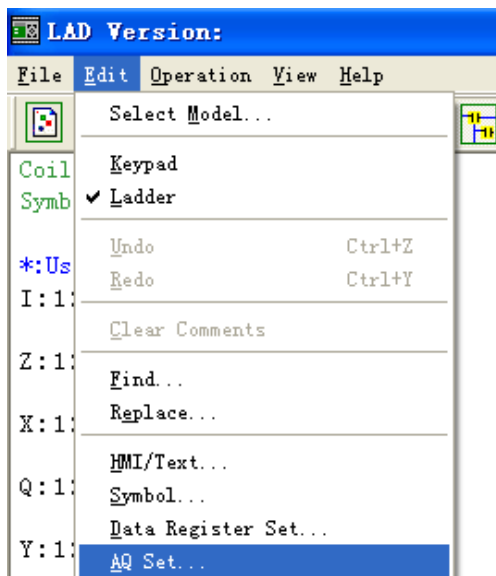 LAD Version:
File Edit Operation View Help
Select Model...
Coil
Keypad
Symb
Ladder
Undo Ctrl+Z
*:Us
Redo Ctrl+Y
I:1:
Clear Comments
Z:1:
Find...
Replace...
X:1:
HMI/Text...
Q:1:
Symbol...
Data Register Set...
Y:1:
AQ Set...